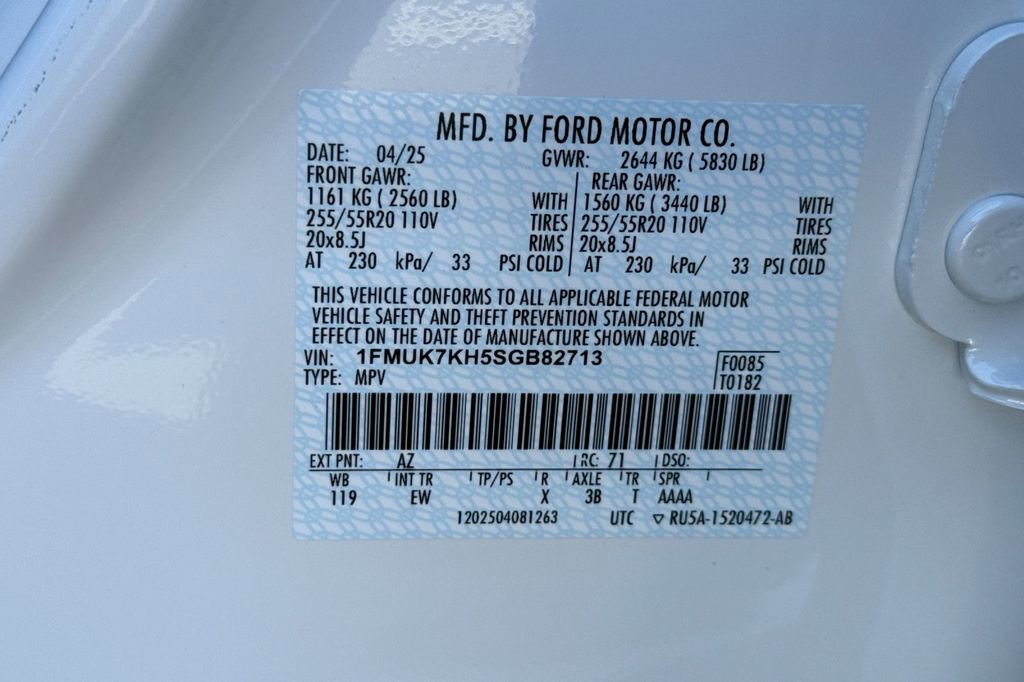 MFD. BY FORD MOTOR CO.
DATE: 04/25 GVWR: 2644 KG ( 5830 LB)
FRONT GAWR: REAR GAWR:
1161 KG ( 2560 LB) WITH 1560 KG ( 3440 LB) WITH
255/55R20 110V TIRES 255/55R20 110V TIRES
20x8.5J RIMS 20x8.5J RIMS
AT 230 kPa/ 33 PSI COLD AT 230 kPa/ 33 PSI COLD
THIS VEHICLE CONFORMS TO ALL APPLICABLE FEDERAL MOTOR
VEHICLE SAFETY AND THEFT PREVENTION STANDARDS IN
EFFECT ON THE DATE OF MANUFACTURE SHOWN ABOVE.
VIN: 1FMUK7KH5SGB82713 F0085
TYPE: MPV T0182
EXT PNT: AZ RC: 71 DSO:
WB INT TR TP/PS R AXLE TR SPR
119 EW X 3B T AAAA
1202504081263 UTC ▽ RU5A-1520472-AB